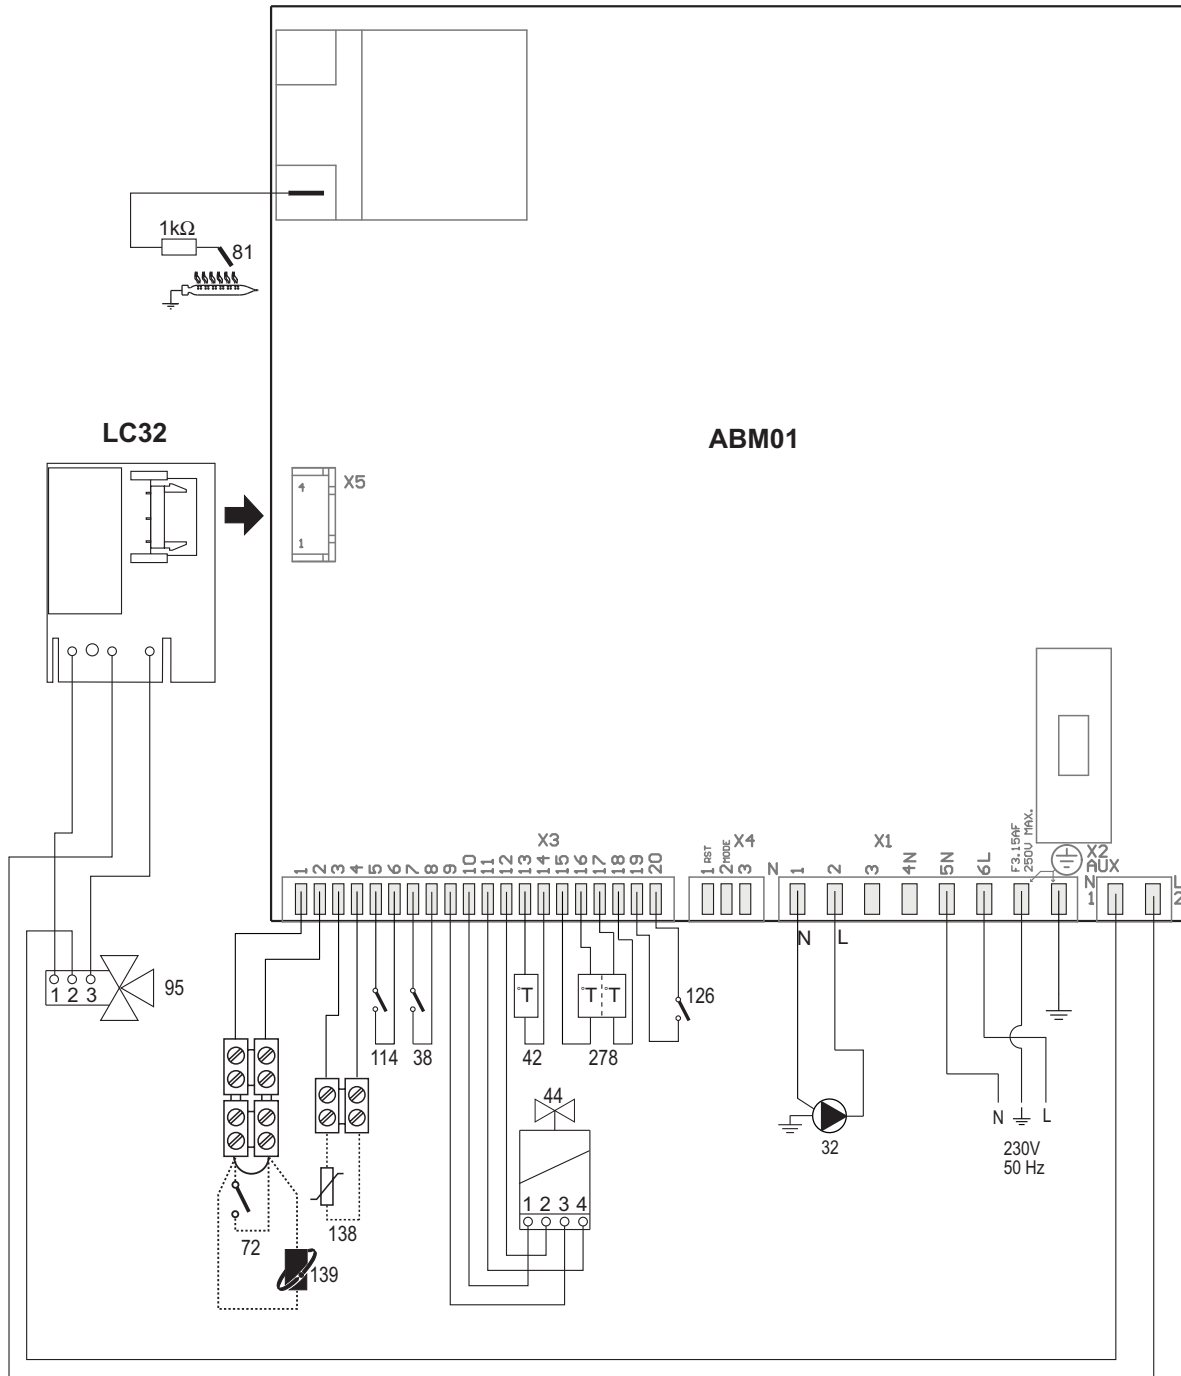 1kΩ
81
LC32
ABM01
4
X5
1
F3.15AF
250V MAX.
X3
X4
X1
X2
AUX
1 2 3 4 5 6 7 8 9 10 11 12 13 14 15 16 17 18 19 20
1 RST
2 MODE
3
Z
1 2 3 4N 5N 6L
N
1
L
2
N
L
1 2 3
95
°T
°T
°T
126
114
38
42
278
44
32
N
L
230V
50 Hz
1 2 3 4
138
72
139